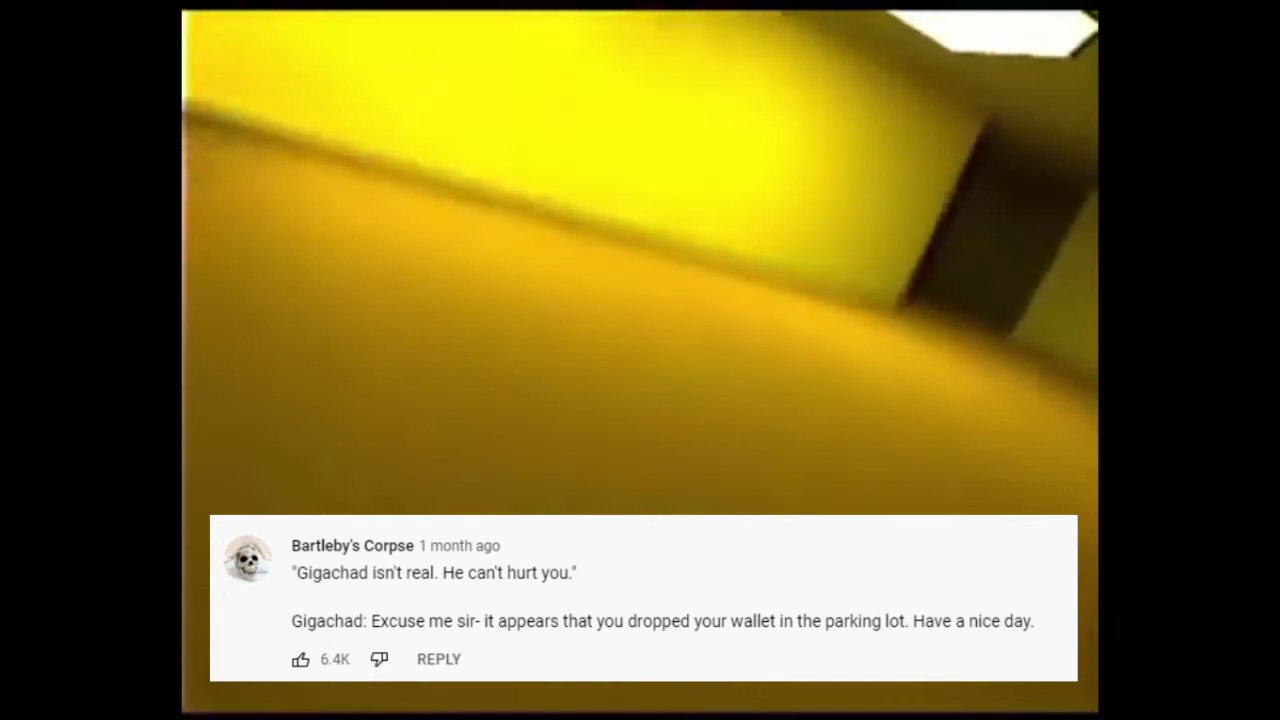 Bartleby's Corpse 1 month ago
"Gigachad isn't real. He can't hurt you."
Gigachad: Excuse me sir- it appears that you dropped your wallet in the parking lot. Have a nice day.
6.4K REPLY